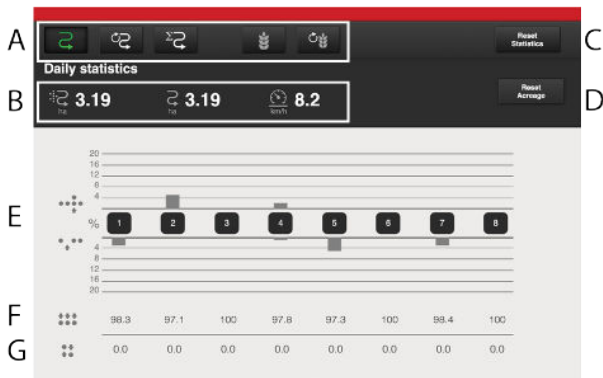 A
Σ
Reset
Statistics
C
Daily statistics
B
ha
3.19
ha
3.19
km/h
8.2
Reset
Acreage
D
20
16
12
8
4
E
%
1 2 3 4 5 6 7 8
4
8
12
16
20
F
98.3 97.1 100 97.8 97.3 100 98.4 100
G
0.0 0.0 0.0 0.0 0.0 0.0 0.0 0.0